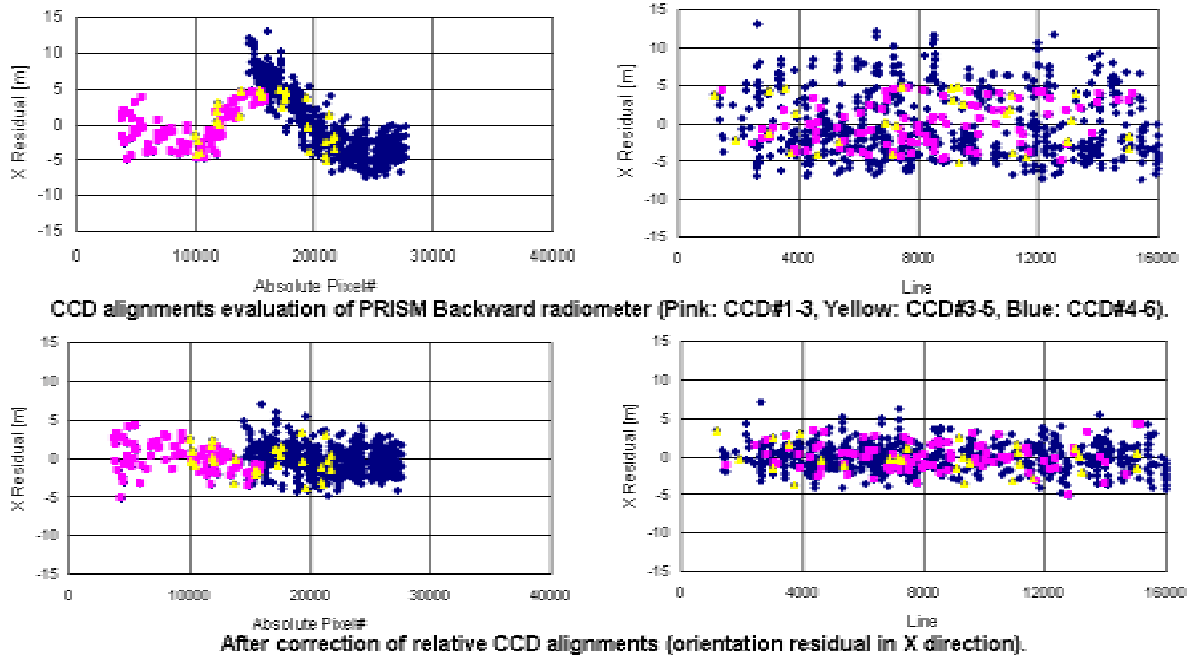 15
10
5
0
-5
-10
-15
X Residual [m]
0 10000 20000 30000 40000
Absolute Pixel#
15
10
5
0
-5
-10
-15
X Residual [m]
0 4000 8000 12000 16000
Line
CCD alignments evaluation of PRISM Backward radiometer (Pink: CCD#1-3, Yellow: CCD#3-5, Blue: CCD#4-6).
15
10
5
0
-5
-10
-15
X Residual [m]
0 10000 20000 30000 40000
Absolute Pixel#
15
10
5
0
-5
-10
-15
X Residual [m]
0 4000 8000 12000 16000
Line
After correction of relative CCD alignments (orientation residual in X direction).